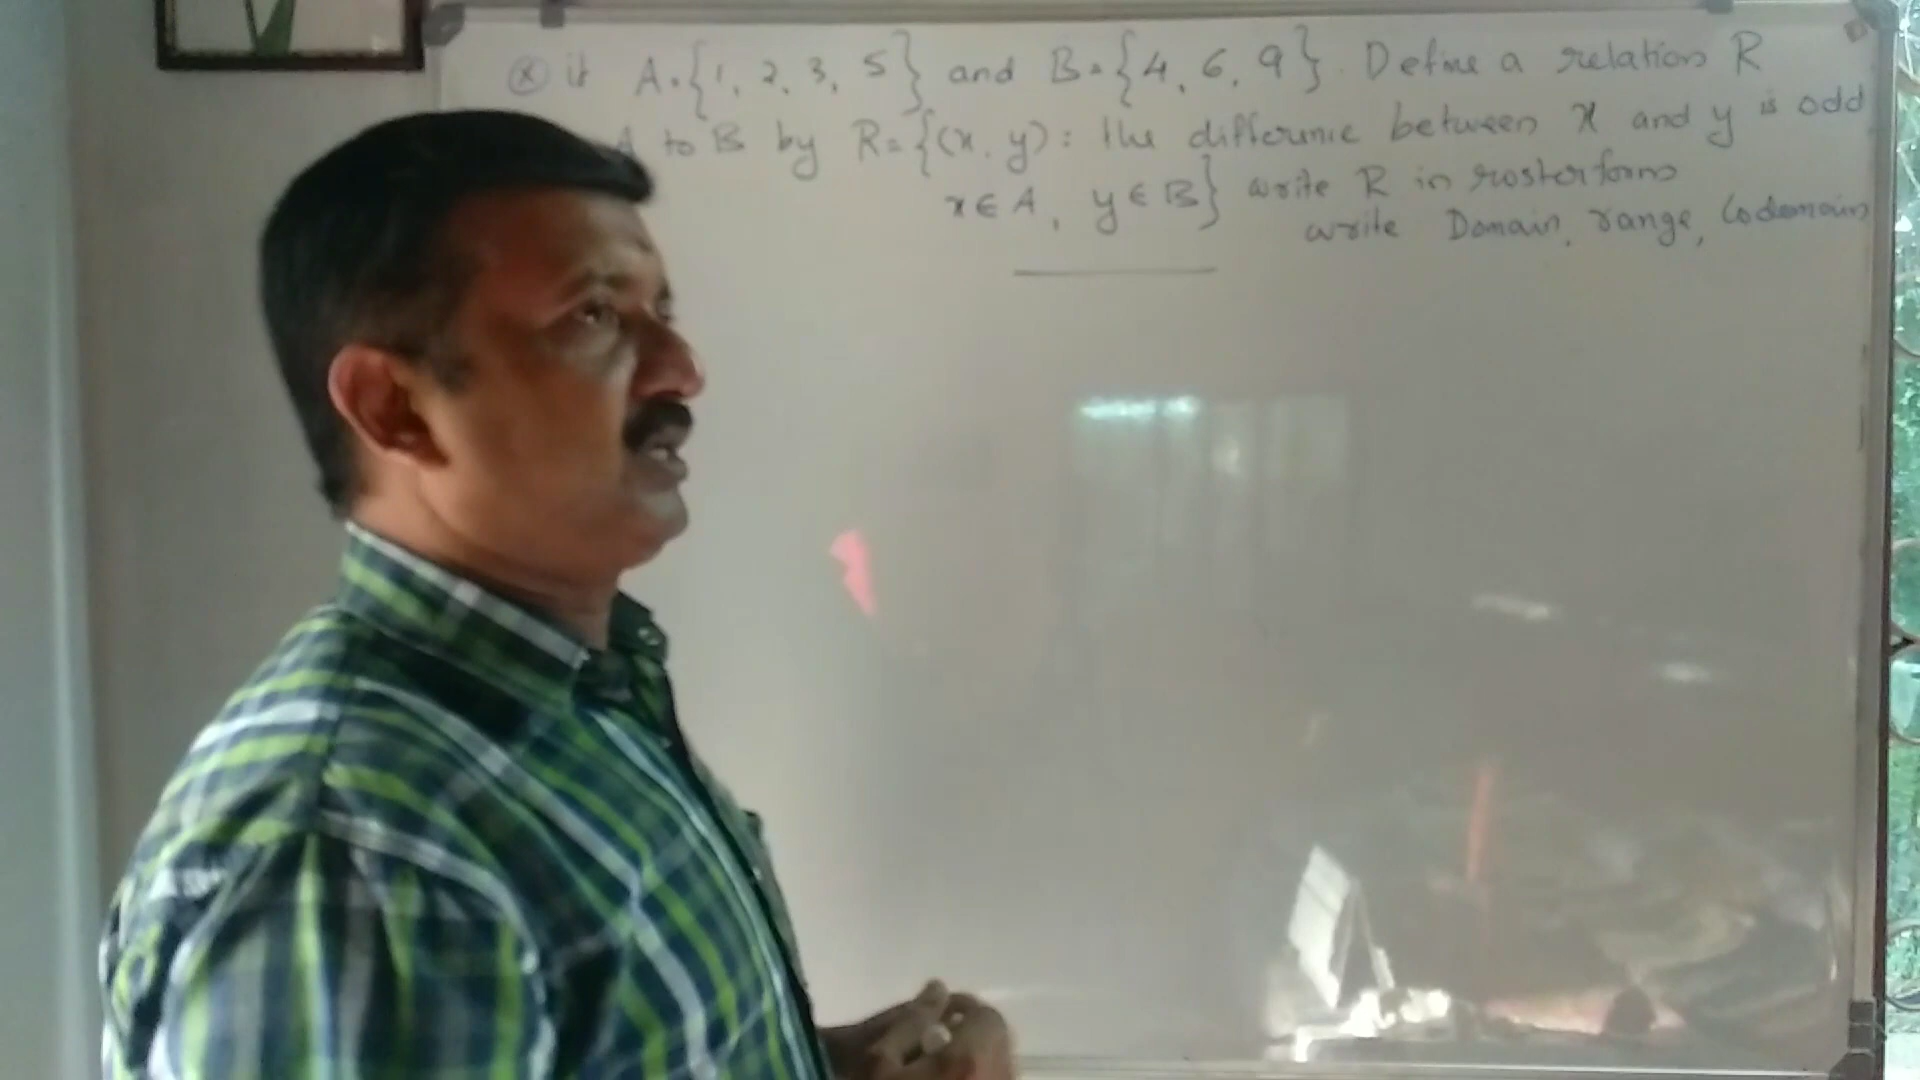 ⓧ if A = {1, 2, 3, 5} and B = {4, 6, 9}. Define a relation R
A to B by R = {(x, y) : the difference between x and y is odd
x ∈ A, y ∈ B} write R in roster form
write Domain, range, Codomain